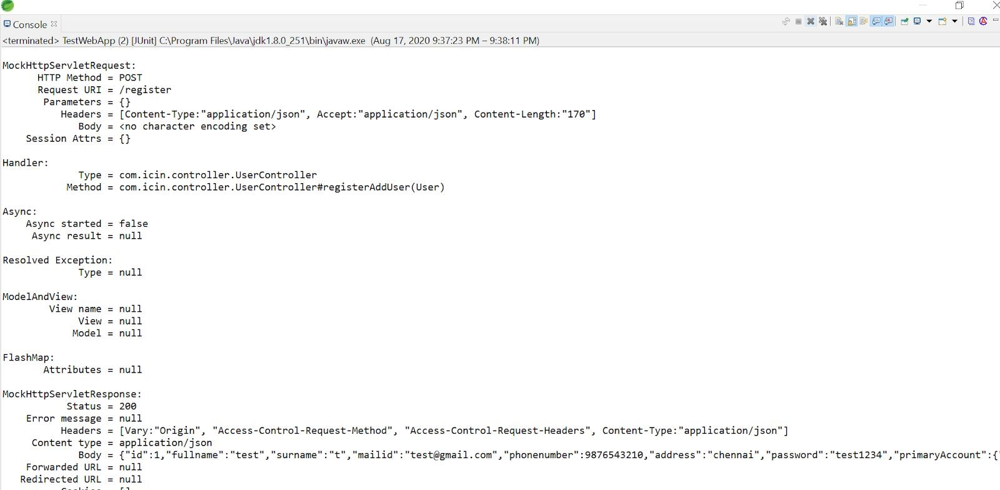 Console
<terminated> TestWebApp (2) [JUnit] C:\Program Files\Java\jdk1.8.0_251\bin\javaw.exe (Aug 17, 2020 9:37:23 PM – 9:38:11 PM)
MockHttpServletRequest:
HTTP Method = POST
Request URI = /register
Parameters = {}
Headers = [Content-Type:"application/json", Accept:"application/json", Content-Length:"170"]
Body = <no character encoding set>
Session Attrs = {}
Handler:
Type = com.icin.controller.UserController
Method = com.icin.controller.UserController#registerAddUser(User)
Async:
Async started = false
Async result = null
Resolved Exception:
Type = null
ModelAndView:
View name = null
View = null
Model = null
FlashMap:
Attributes = null
MockHttpServletResponse:
Status = 200
Error message = null
Headers = [Vary:"Origin", "Access-Control-Request-Method", "Access-Control-Request-Headers", Content-Type:"application/json"]
Content type = application/json
Body = {"id":1,"fullname":"test","surname":"t","mailid":"test@gmail.com","phonenumber":9876543210,"address":"chennai","password":"test1234","primaryAccount":{"
Forwarded URL = null
Redirected URL = null